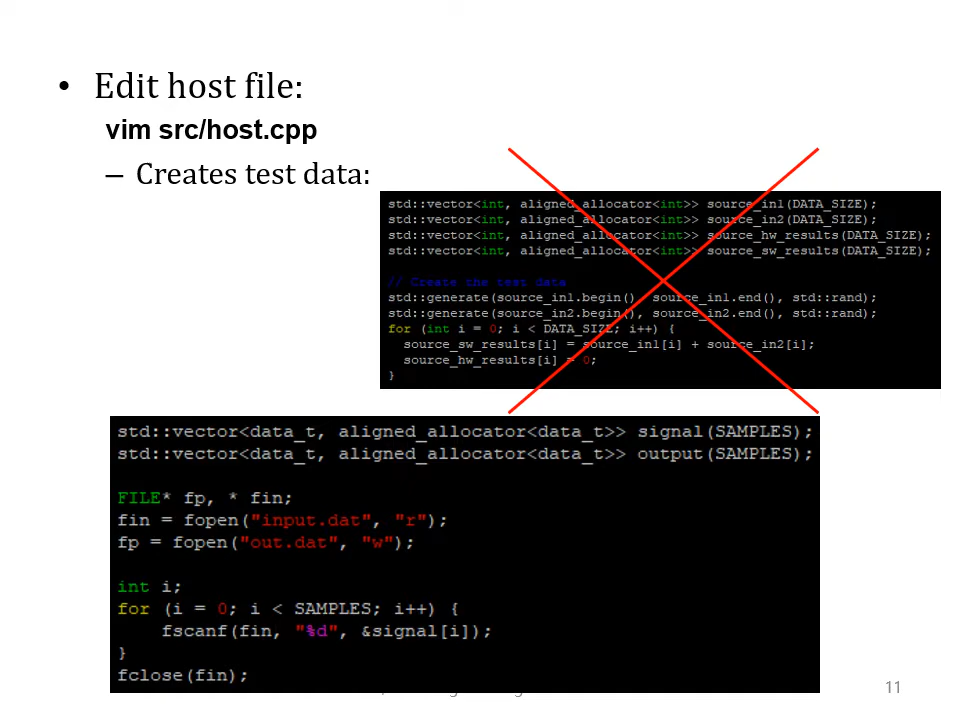 • Edit host file:
vim src/host.cpp
– Creates test data:
std::vector<int, aligned_allocator<int>> source_in1(DATA_SIZE);
std::vector<int, aligned_allocator<int>> source_in2(DATA_SIZE);
std::vector<int, aligned_allocator<int>> source_hw_results(DATA_SIZE);
std::vector<int, aligned_allocator<int>> source_sw_results(DATA_SIZE);
// Create the test data
std::generate(source_in1.begin(), source_in1.end(), std::rand);
std::generate(source_in2.begin(), source_in2.end(), std::rand);
for (int i = 0; i < DATA_SIZE; i++) {
source_sw_results[i] = source_in1[i] + source_in2[i];
source_hw_results[i] = 0;
}
std::vector<data_t, aligned_allocator<data_t>> signal(SAMPLES);
std::vector<data_t, aligned_allocator<data_t>> output(SAMPLES);
FILE* fp, * fin;
fin = fopen("input.dat", "r");
fp = fopen("out.dat", "w");
int i;
for (i = 0; i < SAMPLES; i++) {
fscanf(fin, "%d", &signal[i]);
}
fclose(fin);
11